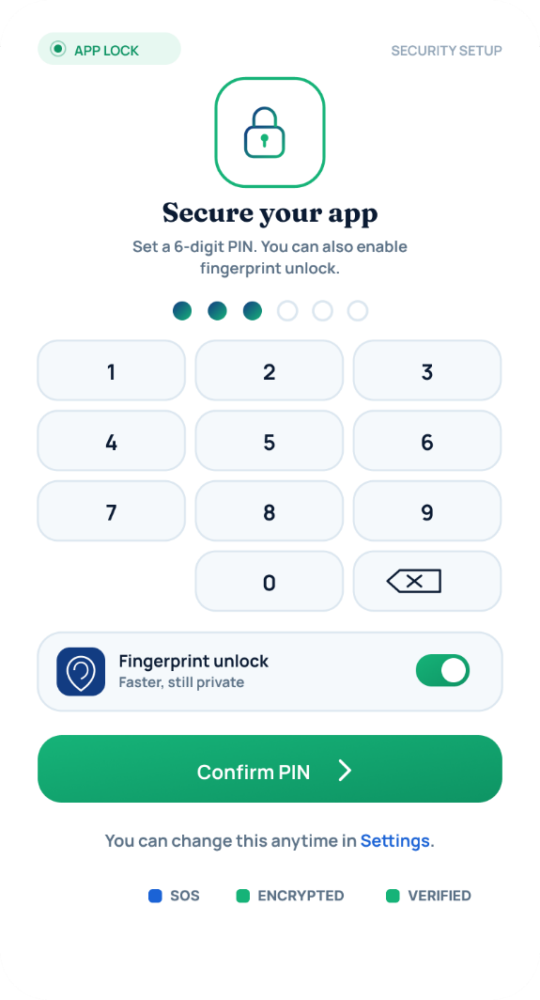 APP LOCK
SECURITY SETUP
Secure your app
Set a 6-digit PIN. You can also enable
fingerprint unlock.
1 2 3
4 5 6
7 8 9
0
Fingerprint unlock
Faster, still private
Confirm PIN
You can change this anytime in Settings.
SOS ENCRYPTED VERIFIED